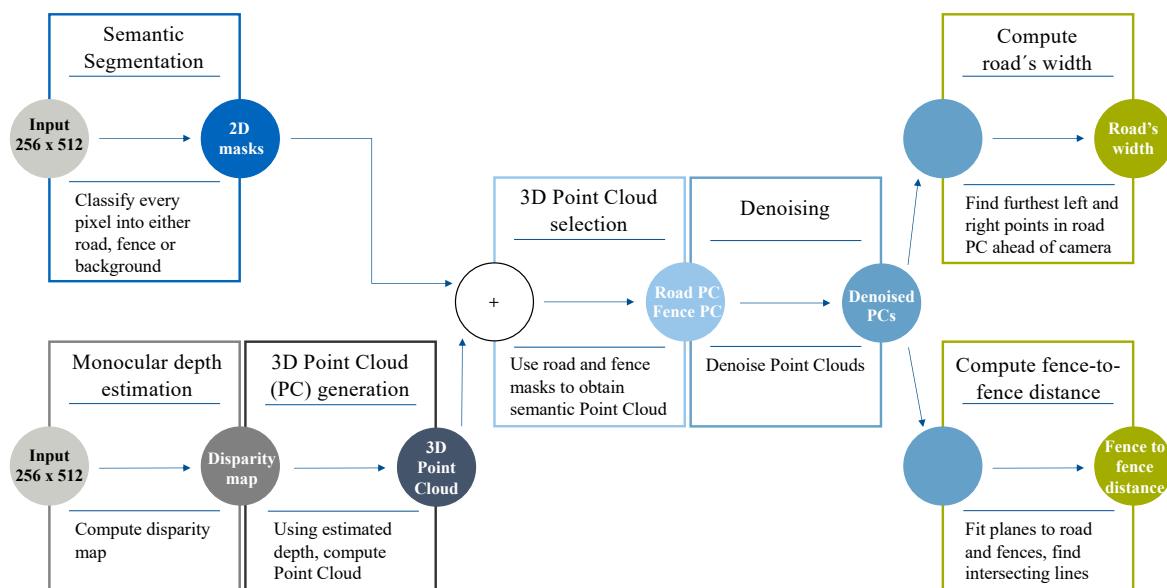 Semantic
Segmentation
Input
256 x 512
2D
masks
Classify every
pixel into either
road, fence or
background
Monocular depth
estimation
Input
256 x 512
Disparity
map
Compute disparity
map
3D Point Cloud
(PC) generation
3D
Point
Cloud
Using estimated
depth, compute
Point Cloud
+
3D Point Cloud
selection
Road PC
Fence PC
Use road and fence
masks to obtain
semantic Point Cloud
Denoising
Denoised
PCs
Denoise Point Clouds
Compute
road´s width
Road's
width
Find furthest left and
right points in road
PC ahead of camera
Compute fence-to-
fence distance
Fence to
fence
distance
Fit planes to road
and fences, find
intersecting lines